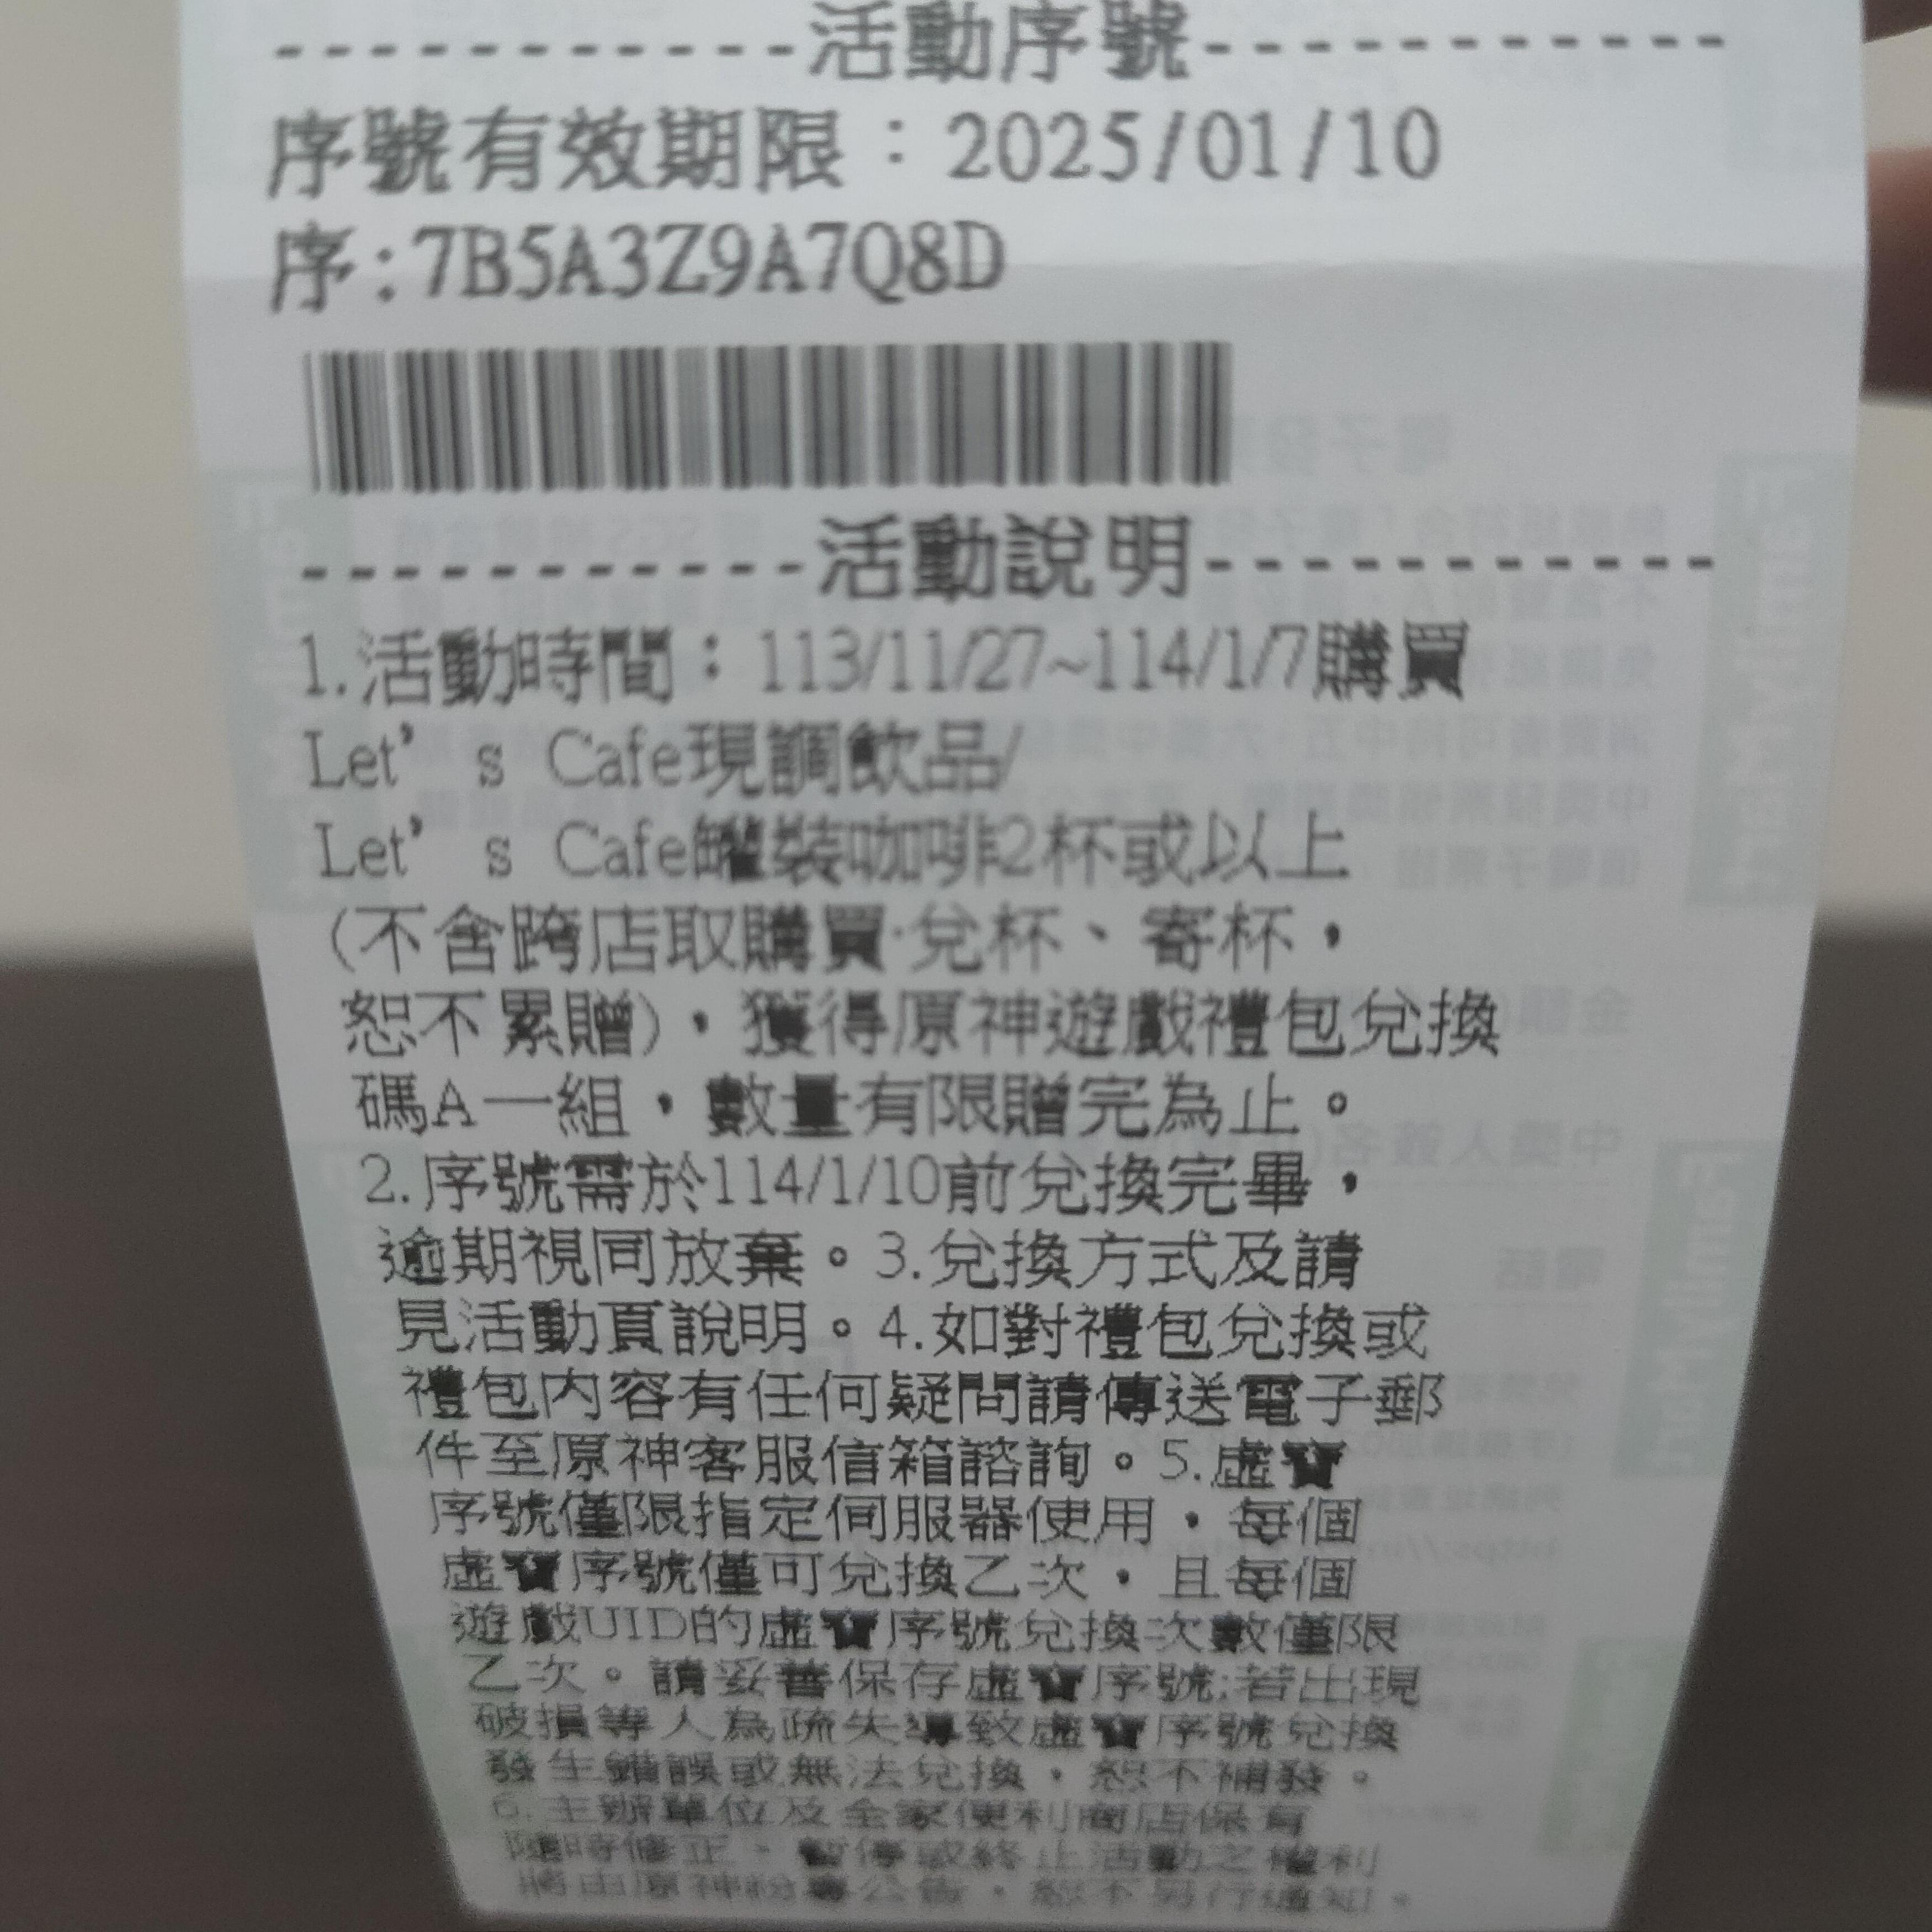 -----------活動序號-----------
序號有效期限：2025/01/10
序:7B5A3Z9A7Q8D
-----------活動說明-----------
1.活動時間：113/11/27~114/1/7購買
Let’s Cafe現調飲品/
Let’s Cafe罐裝咖啡2杯或以上
(不含跨店取購買.兌杯、寄杯，
恕不累贈)，獲得原神遊戲禮包兌換
碼A一組，數量有限贈完為止。
2.序號需於114/1/10前兌換完畢，
逾期視同放棄。3.兌換方式及請
見活動頁說明。4.如對禮包兌換或
禮包內容有任何疑問請傳送電子郵
件至原神客服信箱諮詢。5.虛寶
序號僅限指定伺服器使用，每個
虛寶序號僅可兌換乙次，且每個
遊戲UID的虛寶序號兌換次數僅限
乙次。請妥善保存虛寶序號;若出現
破損等人為疏失導致虛寶序號兌換
發生錯誤或無法兌換，恕不補發。
6.主辦單位及全家便利商店保有
隨時修正、暫停或終止活動之權利
將由原神粉專公告，恕不另行通知。